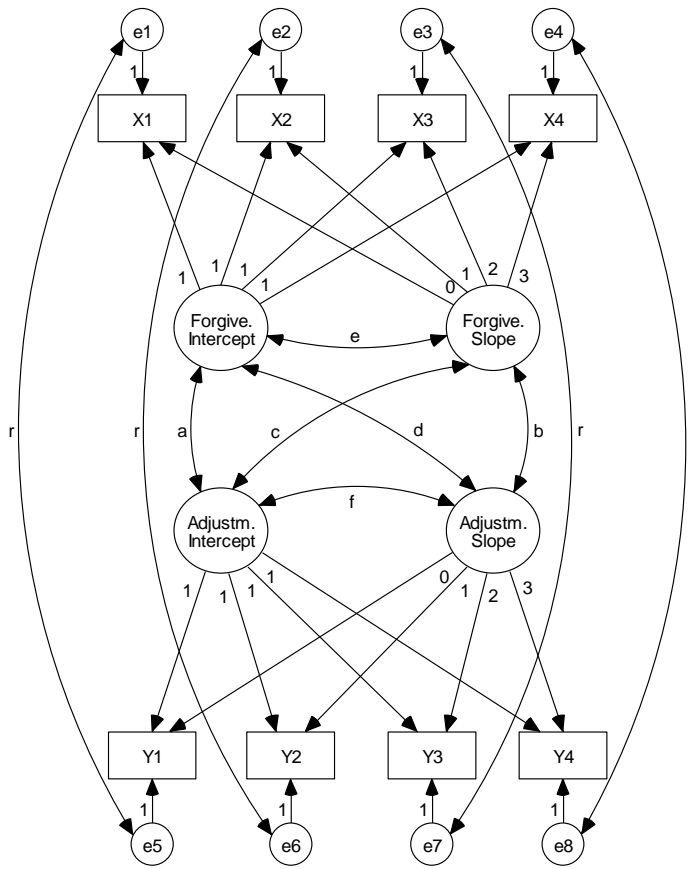 e1 e2 e3 e4
1 1 1 1
X1 X2 X3 X4
1 1 1 1 0 1 2 3
Forgive.
Intercept
Forgive.
Slope
e
r r a c d b r
f
Adjustm.
Intercept
Adjustm.
Slope
1 1 1 1 0 1 2 3
Y1 Y2 Y3 Y4
1 1 1 1
e5 e6 e7 e8